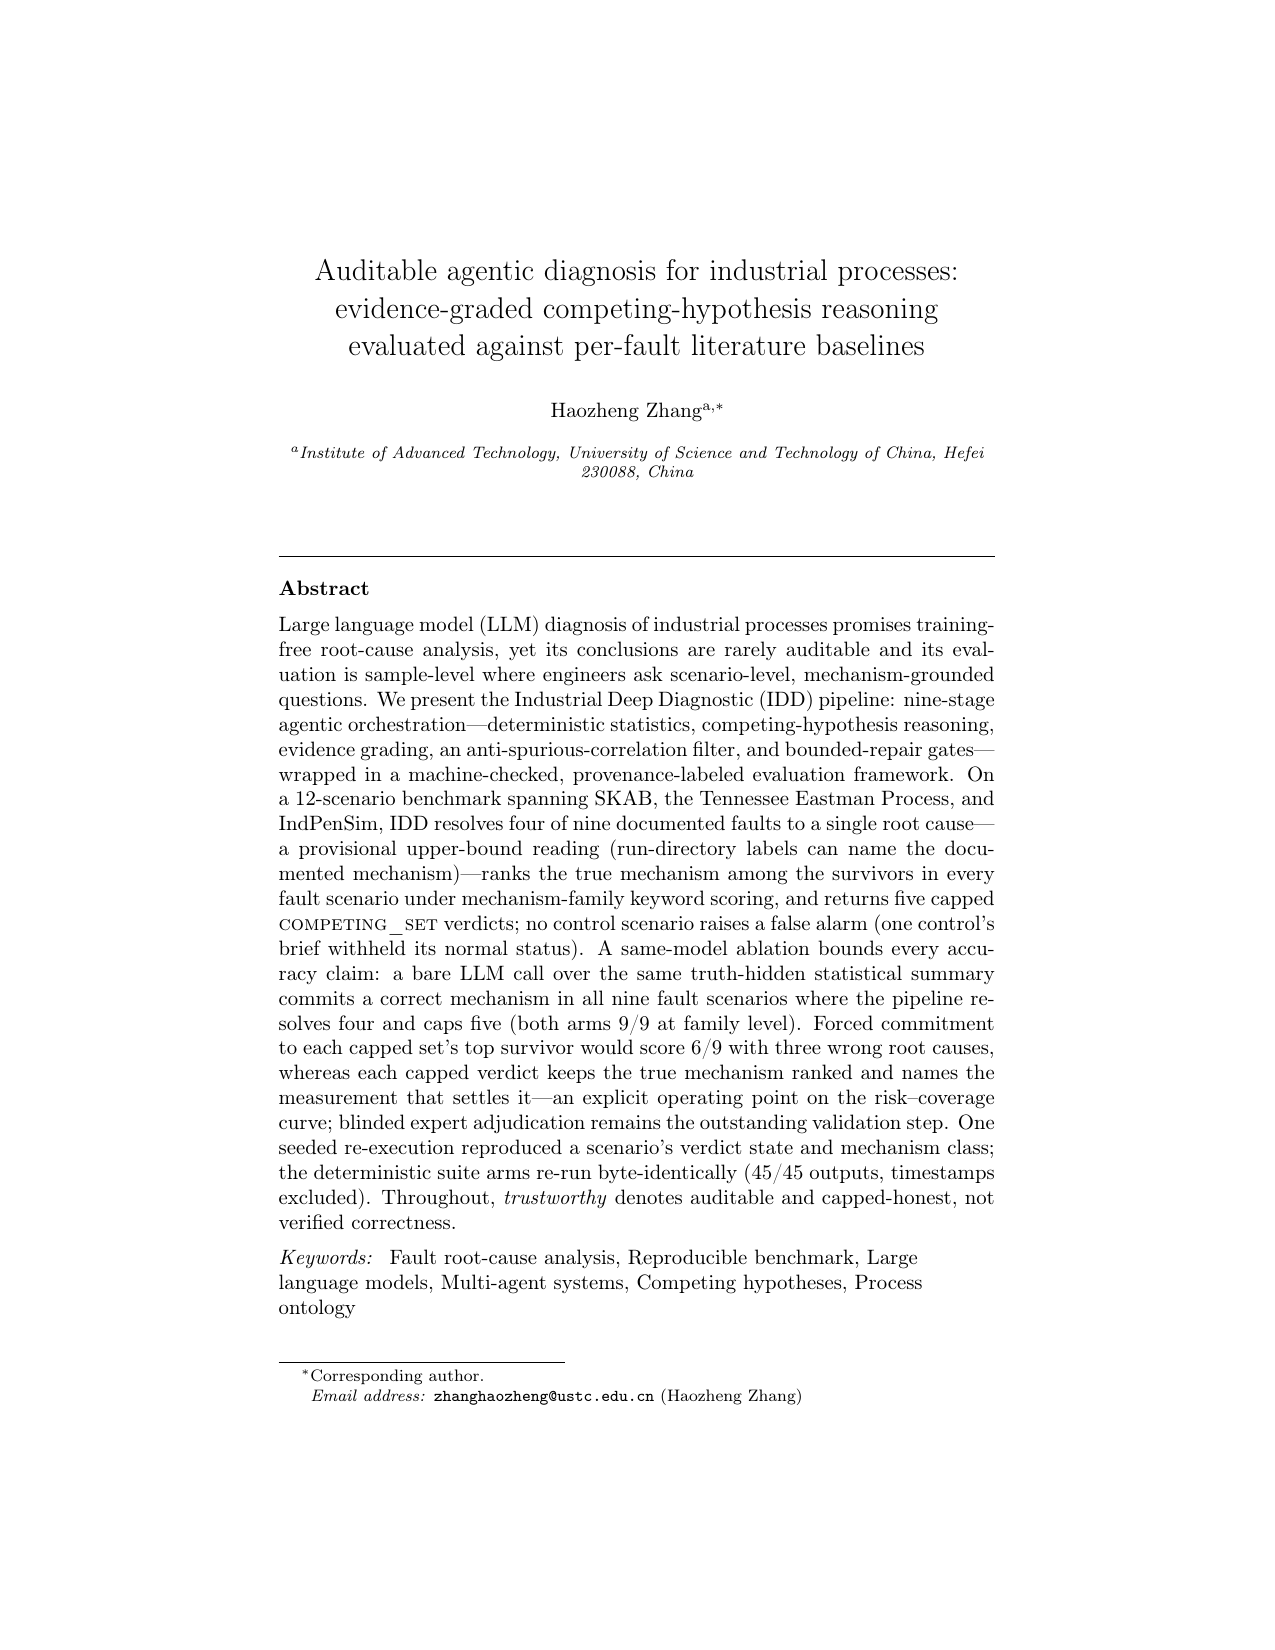 Auditable agentic diagnosis for industrial processes:
evidence-graded competing-hypothesis reasoning
evaluated against per-fault literature baselines
Haozheng Zhanga,∗
aInstitute of Advanced Technology, University of Science and Technology of China, Hefei
230088, China
Abstract
Large language model (LLM) diagnosis of industrial processes promises training-
free root-cause analysis, yet its conclusions are rarely auditable and its eval-
uation is sample-level where engineers ask scenario-level, mechanism-grounded
questions. We present the Industrial Deep Diagnostic (IDD) pipeline: nine-stage
agentic orchestration—deterministic statistics, competing-hypothesis reasoning,
evidence grading, an anti-spurious-correlation filter, and bounded-repair gates—
wrapped in a machine-checked, provenance-labeled evaluation framework. On
a 12-scenario benchmark spanning SKAB, the Tennessee Eastman Process, and
IndPenSim, IDD resolves four of nine documented faults to a single root cause—
a provisional upper-bound reading (run-directory labels can name the docu-
mented mechanism)—ranks the true mechanism among the survivors in every
fault scenario under mechanism-family keyword scoring, and returns five capped
COMPETING_SET verdicts; no control scenario raises a false alarm (one control's
brief withheld its normal status). A same-model ablation bounds every accu-
racy claim: a bare LLM call over the same truth-hidden statistical summary
commits a correct mechanism in all nine fault scenarios where the pipeline re-
solves four and caps five (both arms 9/9 at family level). Forced commitment
to each capped set's top survivor would score 6/9 with three wrong root causes,
whereas each capped verdict keeps the true mechanism ranked and names the
measurement that settles it—an explicit operating point on the risk–coverage
curve; blinded expert adjudication remains the outstanding validation step. One
seeded re-execution reproduced a scenario's verdict state and mechanism class;
the deterministic suite arms re-run byte-identically (45/45 outputs, timestamps
excluded). Throughout, trustworthy denotes auditable and capped-honest, not
verified correctness.
Keywords: Fault root-cause analysis, Reproducible benchmark, Large
language models, Multi-agent systems, Competing hypotheses, Process
ontology
∗Corresponding author.
Email address: zhanghaozheng@ustc.edu.cn (Haozheng Zhang)